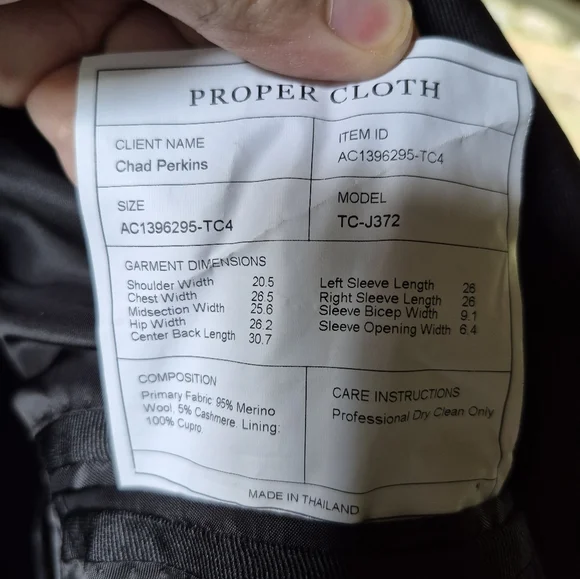 PROPER CLOTH
CLIENT NAME
Chad Perkins
ITEM ID
AC1396295-TC4
SIZE
AC1396295-TC4
MODEL
TC-J372
GARMENT DIMENSIONS
Shoulder Width 20.5
Chest Width 26.5
Midsection Width 25.6
Hip Width 26.2
Center Back Length 30.7
Left Sleeve Length 26
Right Sleeve Length 26
Sleeve Bicep Width 9.1
Sleeve Opening Width 6.4
COMPOSITION
Primary Fabric 95% Merino
Wool, 5% Cashmere. Lining:
100% Cupro.
CARE INSTRUCTIONS
Professional Dry Clean Only
MADE IN THAILAND